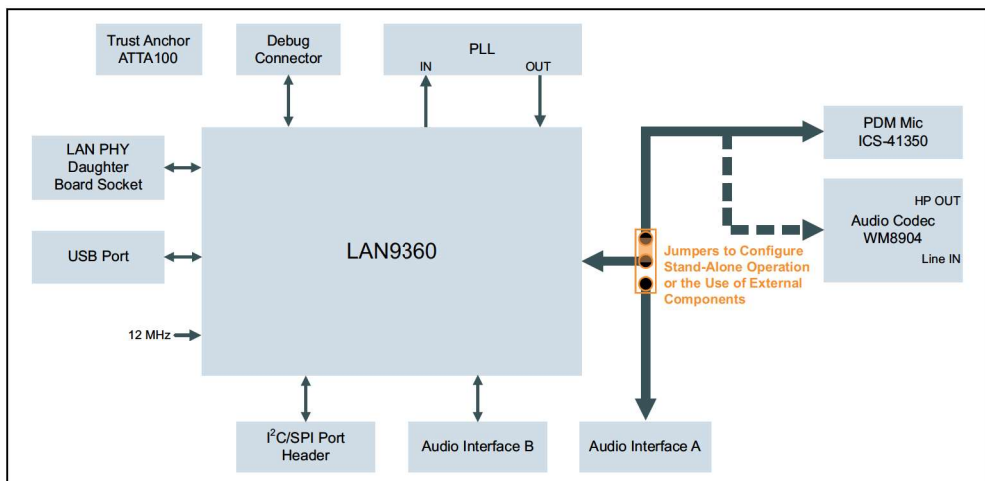 Trust Anchor
ATTA100
Debug
Connector
PLL
IN
OUT
LAN PHY
Daughter
Board Socket
USB Port
12 MHz
LAN9360
PDM Mic
ICS-41350
HP OUT
Audio Codec
WM8904
Line IN
Jumpers to Configure
Stand-Alone Operation
or the Use of External
Components
I²C/SPI Port
Header
Audio Interface B
Audio Interface A